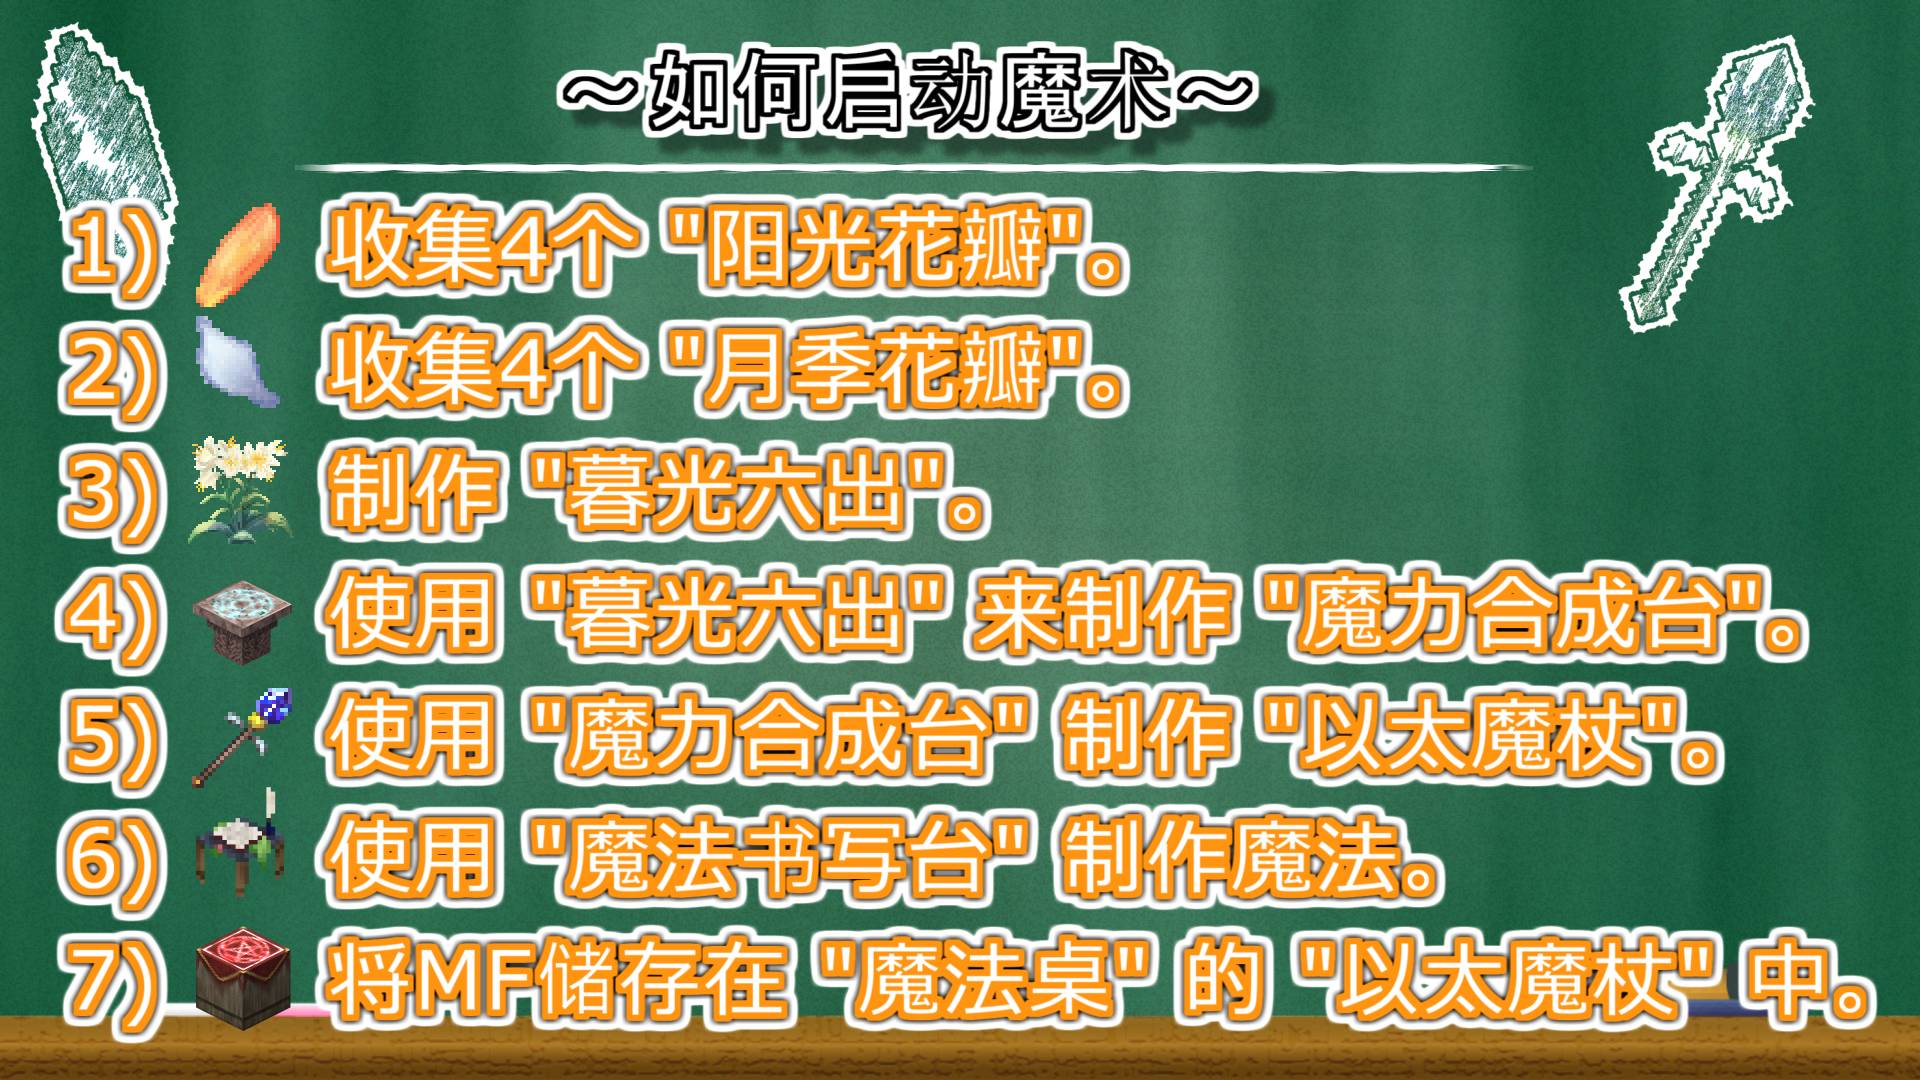 ～如何启动魔术～
1) 收集4个 "阳光花瓣"。
2) 收集4个 "月季花瓣"。
3) 制作 "暮光六出"。
4) 使用 "暮光六出" 来制作 "魔力合成台"。
5) 使用 "魔力合成台" 制作 "以太魔杖"。
6) 使用 "魔法书写台" 制作魔法。
7) 将MF储存在 "魔法桌" 的 "以太魔杖" 中。